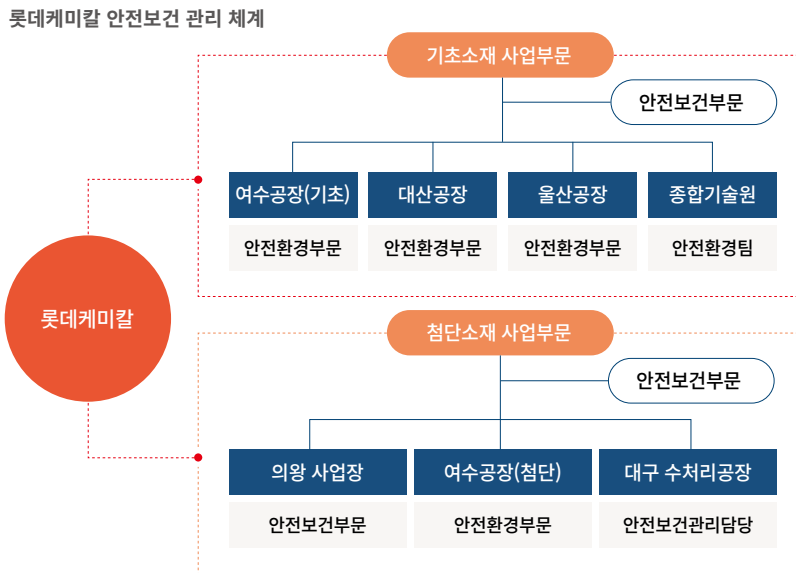 롯데케미칼 안전보건 관리 체계
기초소재 사업부문
안전보건부문
여수공장(기초)
대산공장
울산공장
종합기술원
안전환경부문
안전환경부문
안전환경부문
안전환경팀
롯데케미칼
첨단소재 사업부문
안전보건부문
의왕 사업장
여수공장(첨단)
대구 수처리공장
안전보건부문
안전환경부문
안전보건관리담당